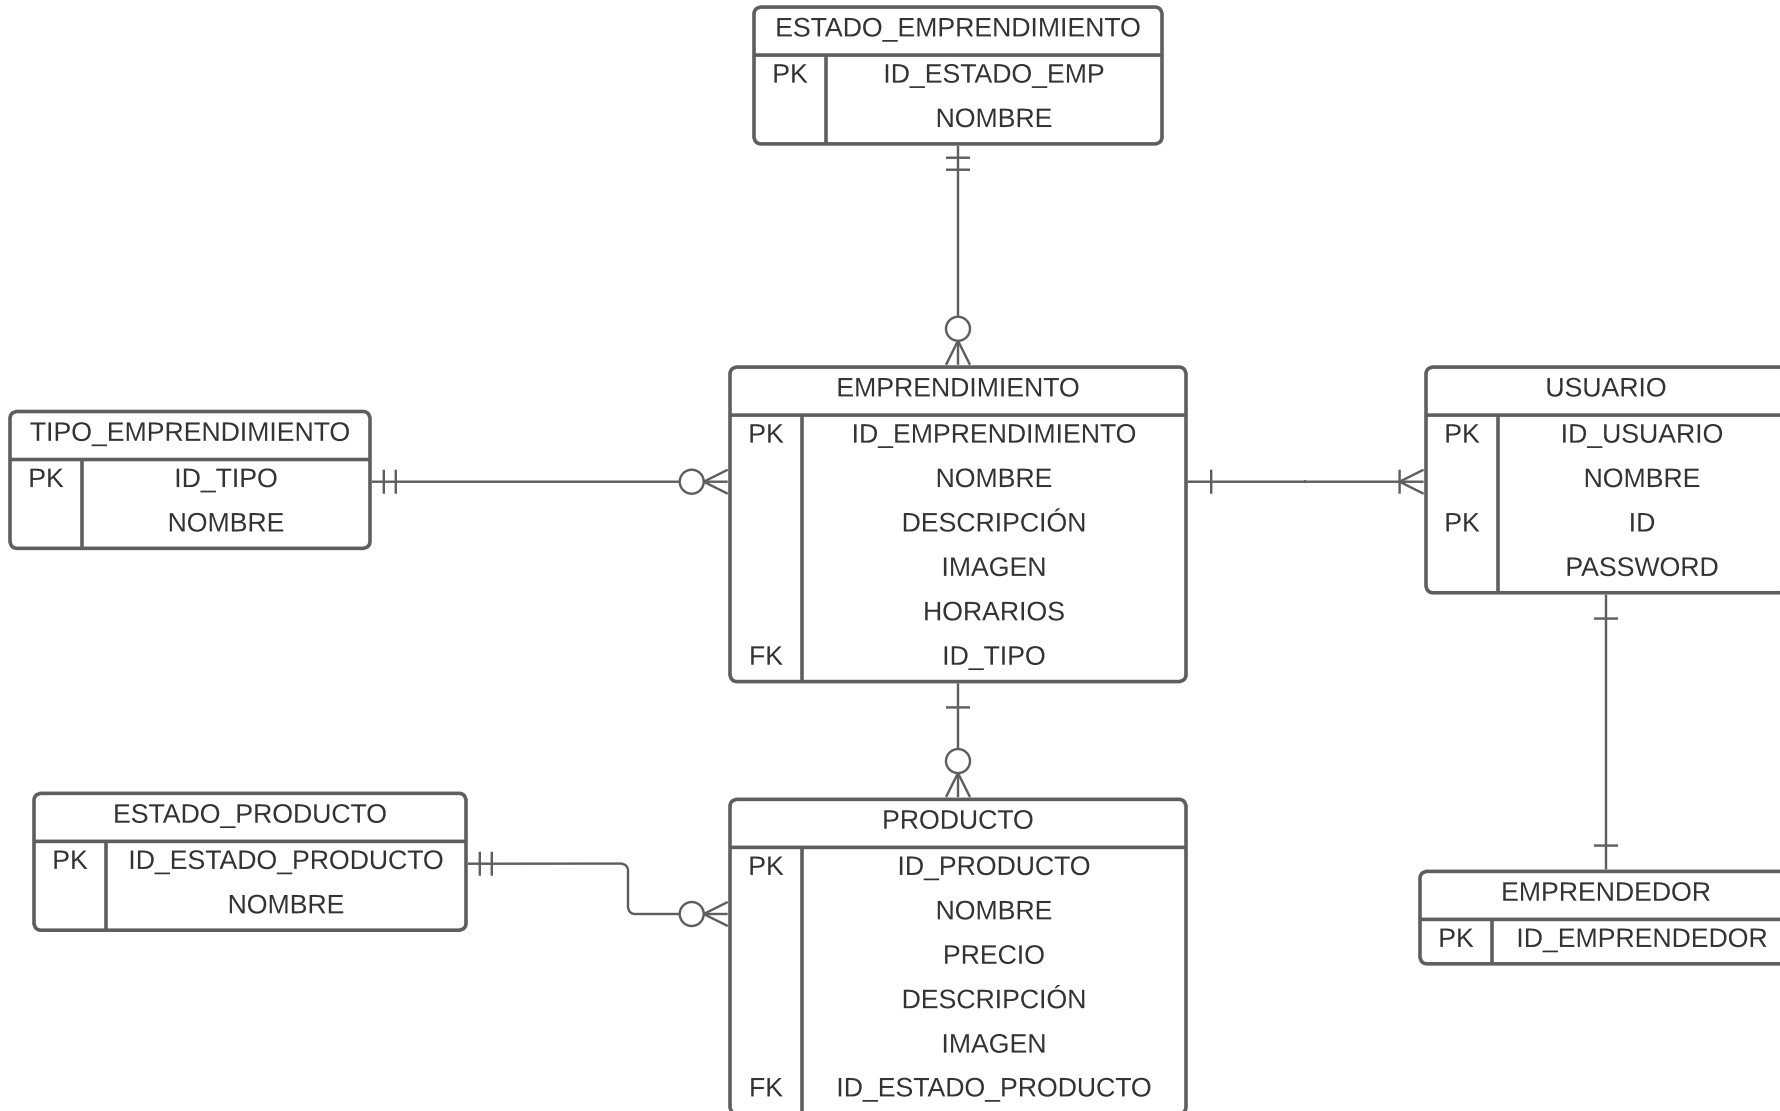 ESTADO_EMPRENDIMIENTO
PK ID_ESTADO_EMP
NOMBRE
TIPO_EMPRENDIMIENTO
PK ID_TIPO
NOMBRE
EMPRENDIMIENTO
PK ID_EMPRENDIMIENTO
NOMBRE
DESCRIPCIÓN
IMAGEN
HORARIOS
FK ID_TIPO
USUARIO
PK ID_USUARIO
NOMBRE
PK ID
PASSWORD
ESTADO_PRODUCTO
PK ID_ESTADO_PRODUCTO
NOMBRE
PRODUCTO
PK ID_PRODUCTO
NOMBRE
PRECIO
DESCRIPCIÓN
IMAGEN
FK ID_ESTADO_PRODUCTO
EMPRENDEDOR
PK ID_EMPRENDEDOR